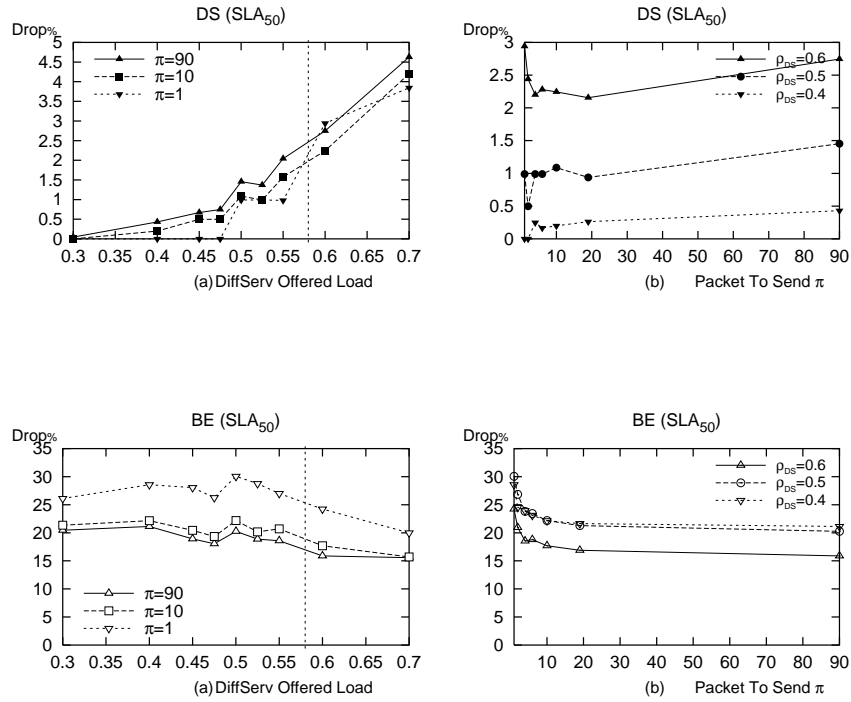 DS (SLA50)
Drop%
5
4.5
4
3.5
3
2.5
2
1.5
1
0.5
0
π=90
π=10
π=1
0.3 0.4 0.45 0.5 0.55 0.6 0.65 0.7
(a) DiffServ Offered Load
(b)
3
2.5
2
1.5
1
0.5
0
ρDS=0.6
ρDS=0.5
ρDS=0.4
10 20 30 40 50 60 70 80 90
(b) Packet To Send π
BE (SLA50)
Drop%
35
30
25
20
15
10
5
0
π=90
π=10
π=1
0.3 0.35 0.4 0.45 0.5 0.55 0.6 0.65 0.7
(a) DiffServ Offered Load
BE (SLA50)
Drop%
35
30
25
20
15
10
5
0
ρDS=0.6
ρDS=0.5
ρDS=0.4
10 20 30 40 50 60 70 80 90
(b) Packet To Send π